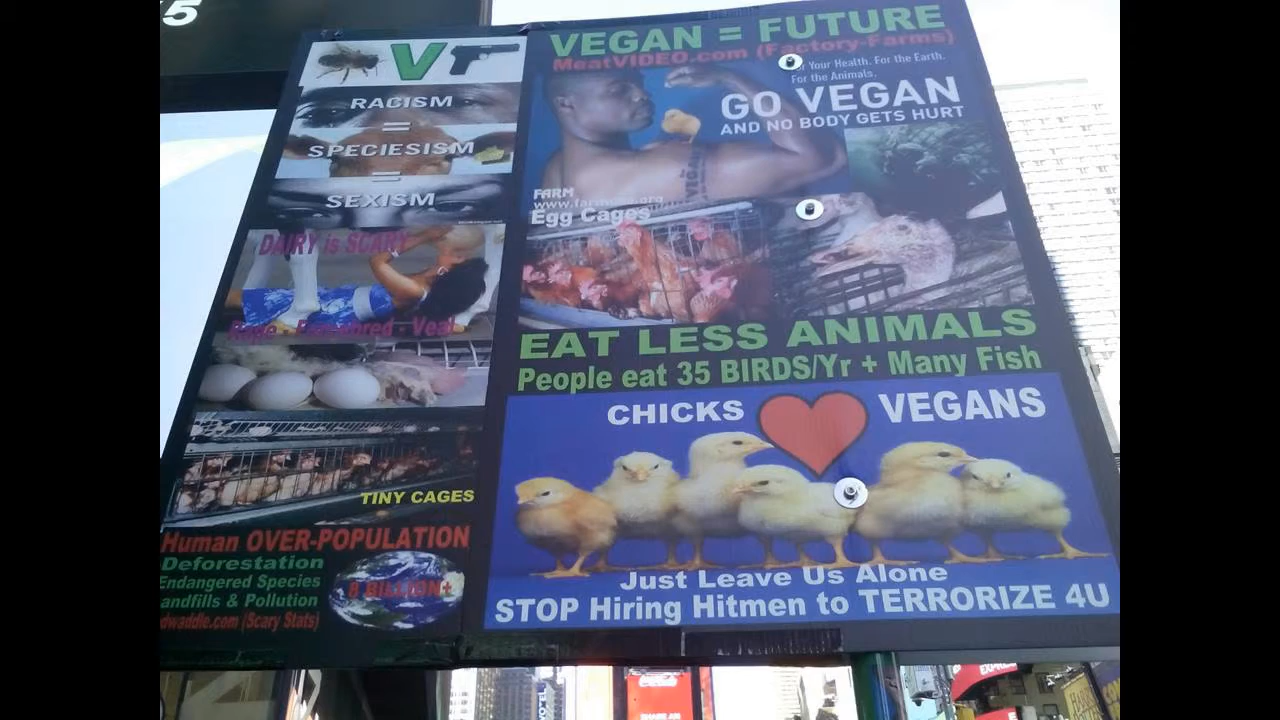 5
V
RACISM
=
SPECIESISM
=
SEXISM
DAIRY is
Veal
TINY CAGES
Human OVER-POPULATION
Deforestation
Endangered Species
andfills & Pollution
dwaddle.com (Scary Stats)
8 BILLION+
VEGAN = FUTURE
MeatVIDEO.com (Factory-Farms)
Your Health. For the Earth.
For the Animals.
GO VEGAN
AND NO BODY GETS HURT
VEGAN
FARM
Egg Cages
EAT LESS ANIMALS
People eat 35 BIRDS/Yr + Many Fish
CHICKS VEGANS
Just Leave Us Alone
STOP Hiring Hitmen to TERRORIZE 4U
EXPRE